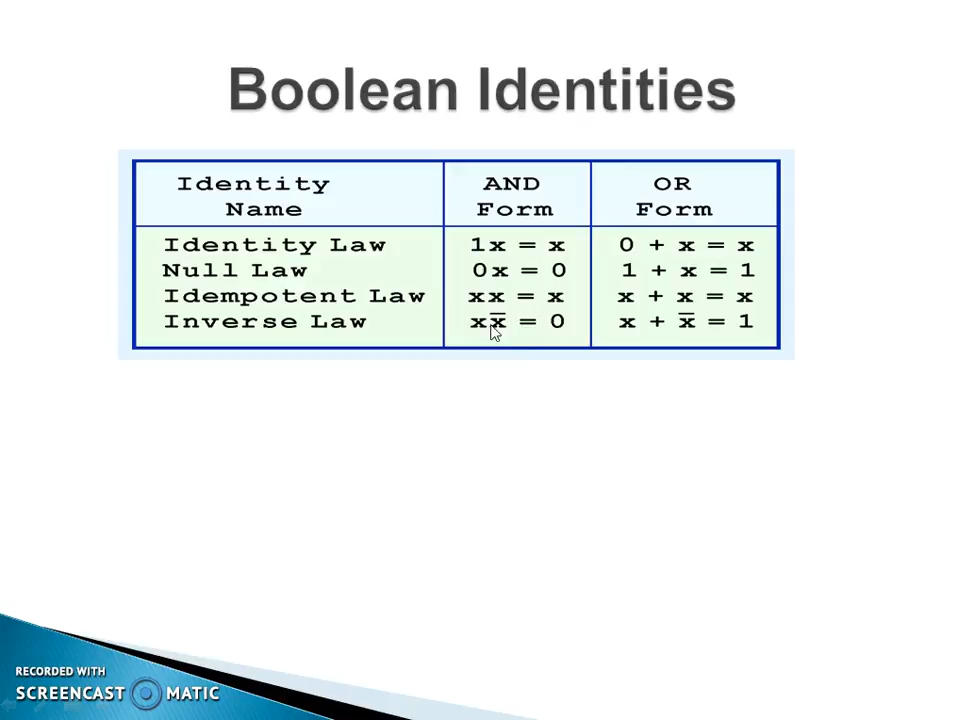 Boolean Identities
Identity Name AND Form OR Form
Identity Law 1x = x 0 + x = x
Null Law 0x = 0 1 + x = 1
Idempotent Law xx = x x + x = x
Inverse Law xx̅ = 0 x + x̅ = 1
RECORDED WITH
SCREENCAST MATIC